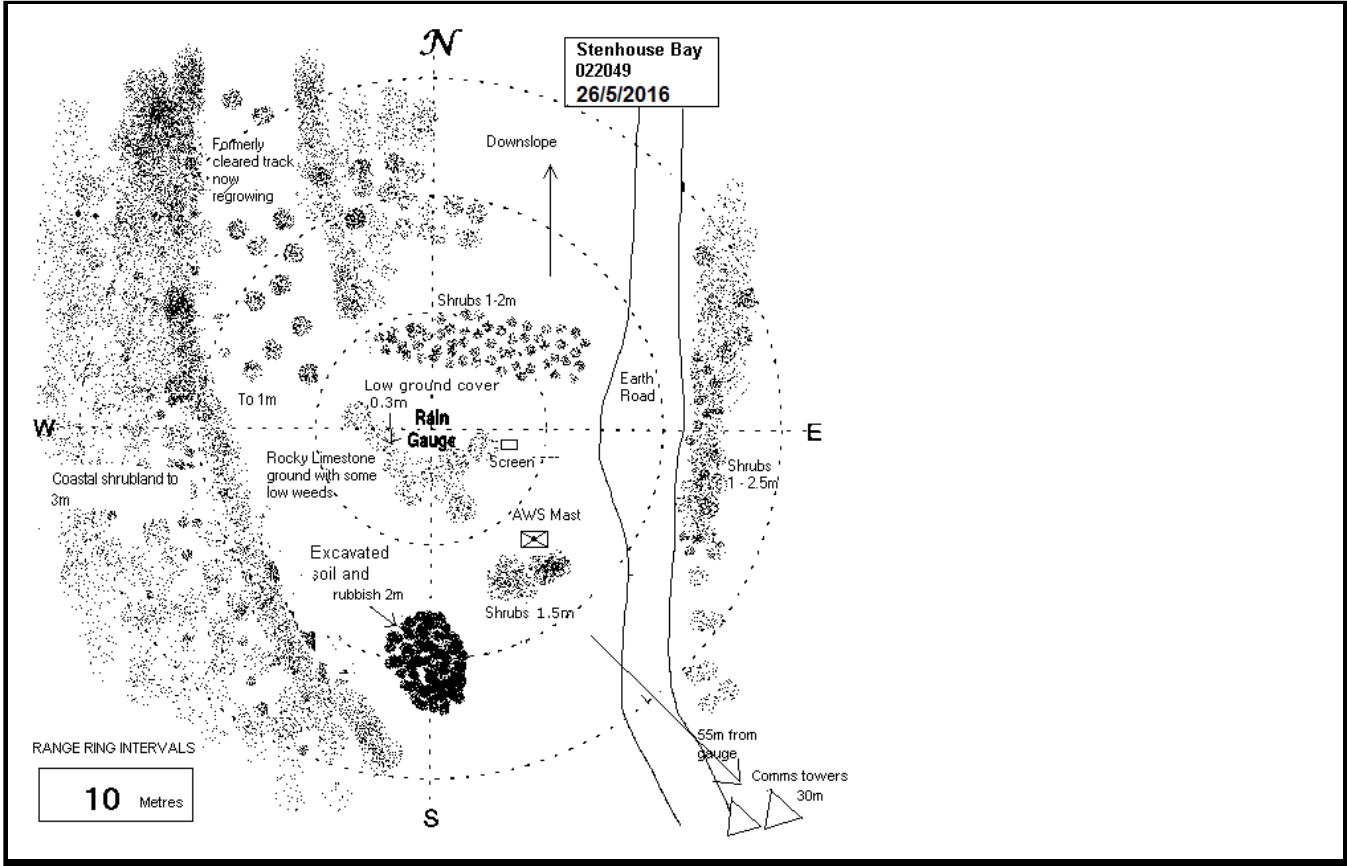 N
Stenhouse Bay
022049
26/5/2016
Formerly
cleared track
now
regrowing
Downslope
Shrubs 1-2m
Earth
Road
Low ground cover
0.3m
To 1m
Rain
Gauge
W
E
Screen
Rocky Limestone
ground with some
low weeds
Coastal shrubland to
3m
Shrubs
1 - 2.5m
AWS Mast
Excavated
soil and
rubbish 2m
Shrubs 1.5m
55m from
gauge
Comms towers
30m
RANGE RING INTERVALS
10 Metres
S